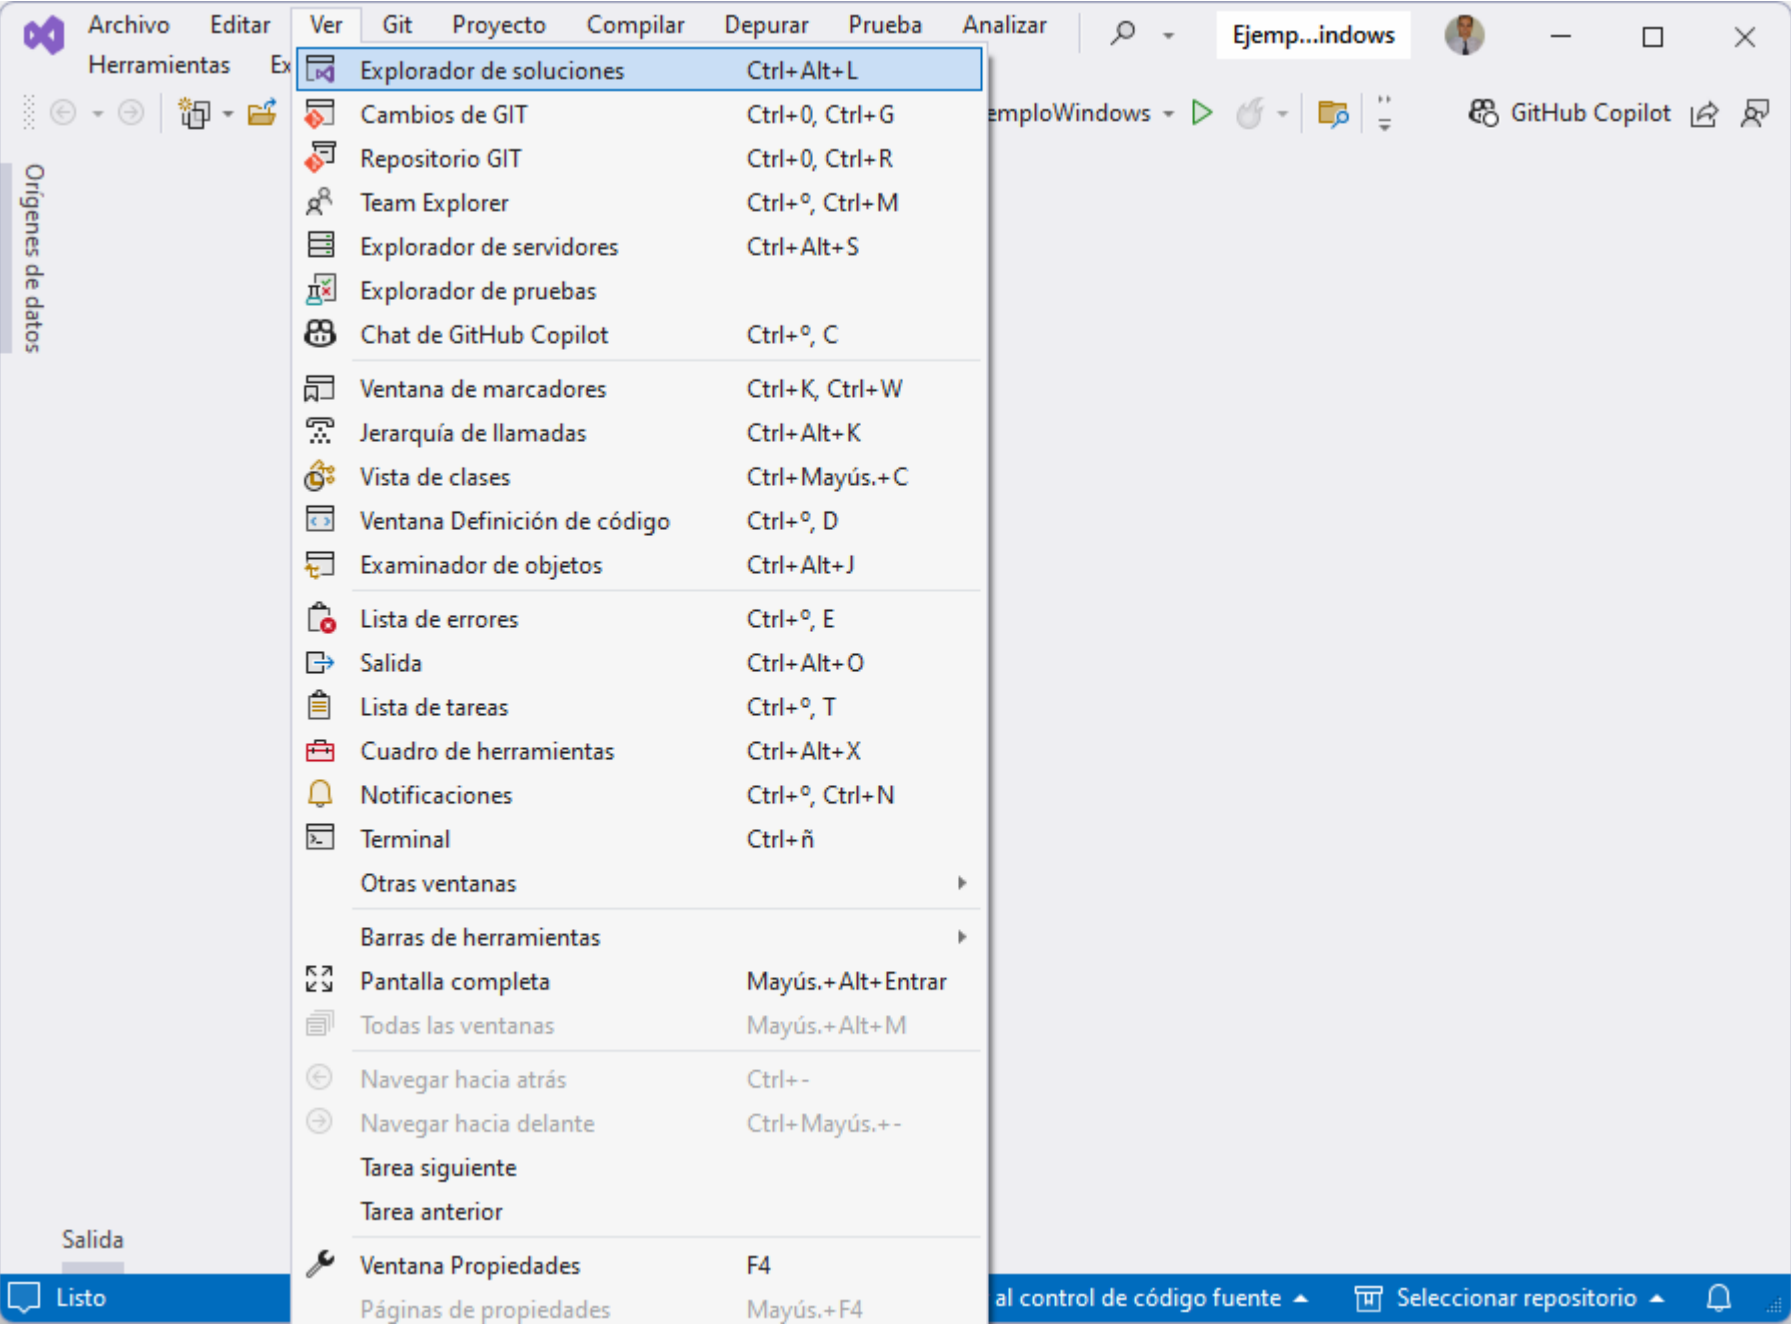 Archivo Editar Ver Git Proyecto Compilar Depurar Prueba Analizar Ejemp...indows
Herramientas Ex
emploWindows GitHub Copilot
Orígenes de datos
Explorador de soluciones Ctrl+Alt+L
Cambios de GIT Ctrl+0, Ctrl+G
Repositorio GIT Ctrl+0, Ctrl+R
Team Explorer Ctrl+º, Ctrl+M
Explorador de servidores Ctrl+Alt+S
Explorador de pruebas
Chat de GitHub Copilot Ctrl+º, C
Ventana de marcadores Ctrl+K, Ctrl+W
Jerarquía de llamadas Ctrl+Alt+K
Vista de clases Ctrl+Mayús.+C
Ventana Definición de código Ctrl+º, D
Examinador de objetos Ctrl+Alt+J
Lista de errores Ctrl+º, E
Salida Ctrl+Alt+O
Lista de tareas Ctrl+º, T
Cuadro de herramientas Ctrl+Alt+X
Notificaciones Ctrl+º, Ctrl+N
Terminal Ctrl+ñ
Otras ventanas
Barras de herramientas
Pantalla completa Mayús.+Alt+Entrar
Todas las ventanas Mayús.+Alt+M
Navegar hacia atrás Ctrl+-
Navegar hacia delante Ctrl+Mayús.+-
Tarea siguiente
Tarea anterior
Ventana Propiedades F4
Páginas de propiedades Mayús.+F4
Salida
Listo al control de código fuente Seleccionar repositorio